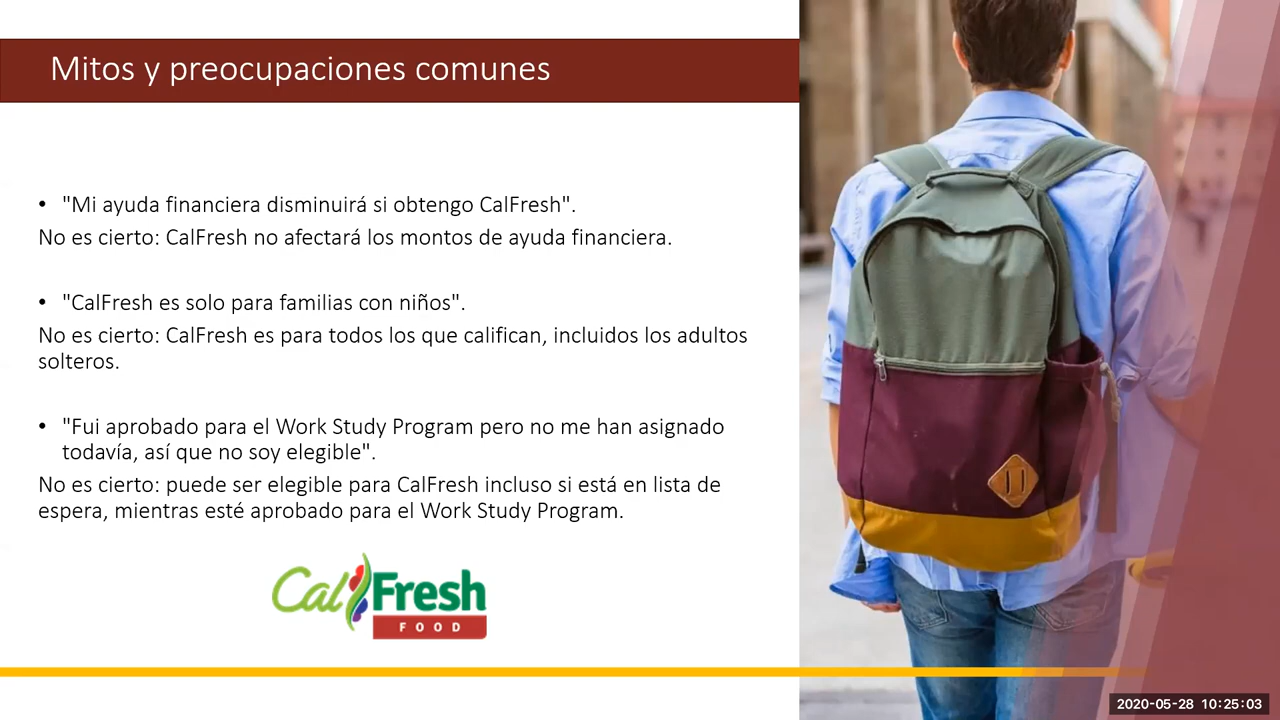 Mitos y preocupaciones comunes
• "Mi ayuda financiera disminuirá si obtengo CalFresh".
No es cierto: CalFresh no afectará los montos de ayuda financiera.
• "CalFresh es solo para familias con niños".
No es cierto: CalFresh es para todos los que califican, incluidos los adultos
solteros.
• "Fui aprobado para el Work Study Program pero no me han asignado
todavía, así que no soy elegible".
No es cierto: puede ser elegible para CalFresh incluso si está en lista de
espera, mientras esté aprobado para el Work Study Program.
CalFresh
FOOD
2020-05-28 10:25:03